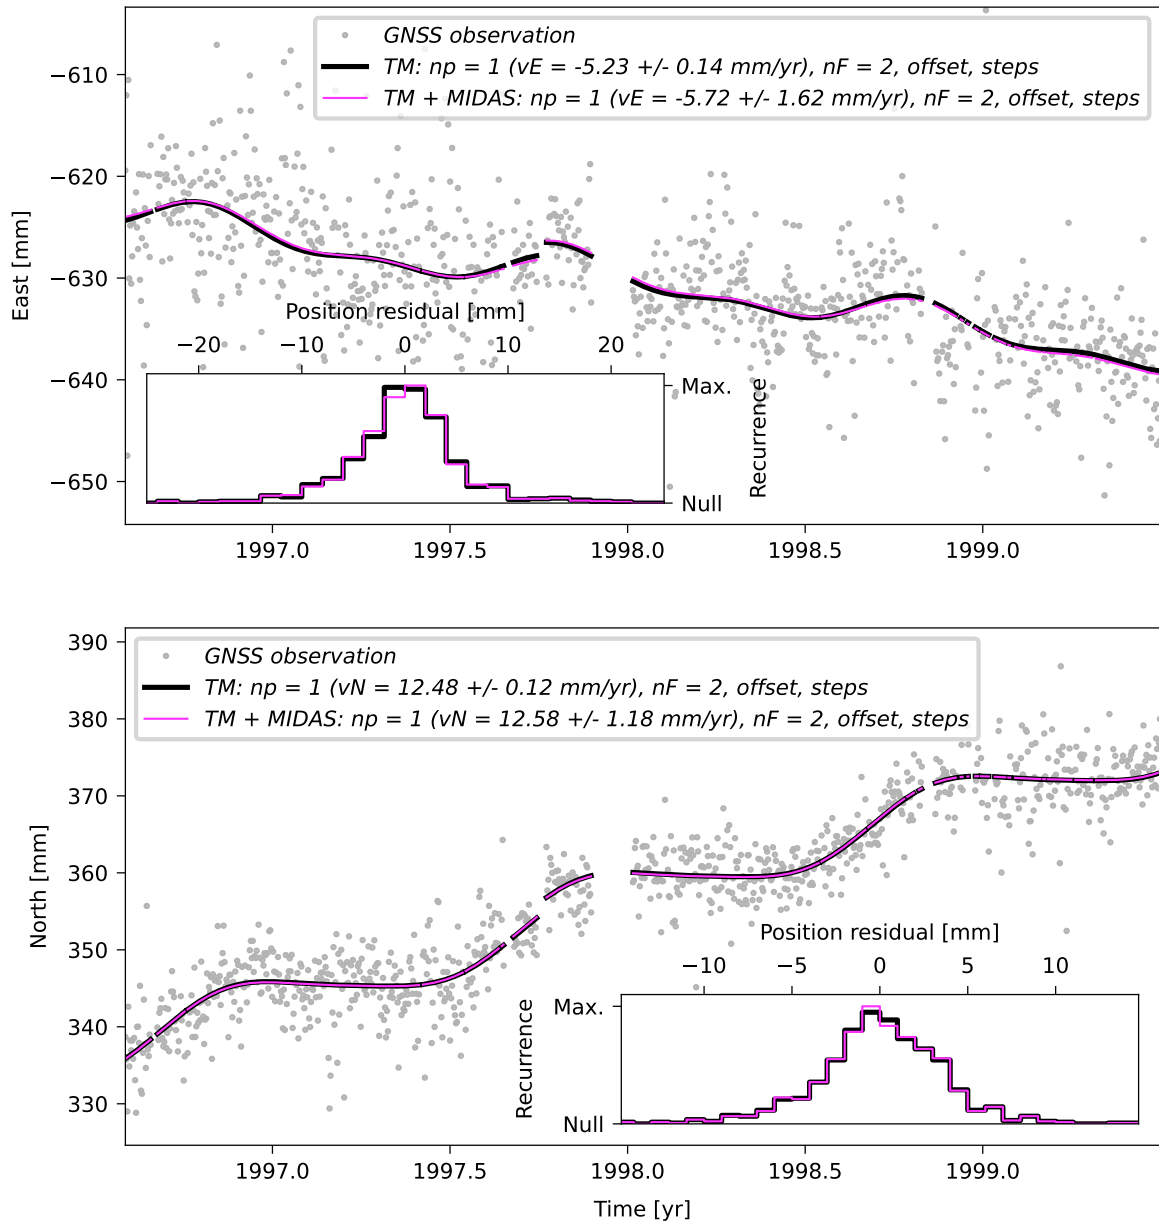 GNSS observation
TM: np = 1 (vE = -5.23 +/- 0.14 mm/yr), nF = 2, offset, steps
TM + MIDAS: np = 1 (vE = -5.72 +/- 1.62 mm/yr), nF = 2, offset, steps
−610
−620
−630
−640
−650
East [mm]
Position residual [mm]
−20
−10
0
10
20
Max.
Null
Recurrence
1997.0
1997.5
1998.0
1998.5
1999.0
GNSS observation
TM: np = 1 (vN = 12.48 +/- 0.12 mm/yr), nF = 2, offset, steps
TM + MIDAS: np = 1 (vN = 12.58 +/- 1.18 mm/yr), nF = 2, offset, steps
390
380
370
360
350
340
330
North [mm]
Position residual [mm]
−10
−5
0
5
10
Max.
Null
Recurrence
1997.0
1997.5
1998.0
1998.5
1999.0
Time [yr]